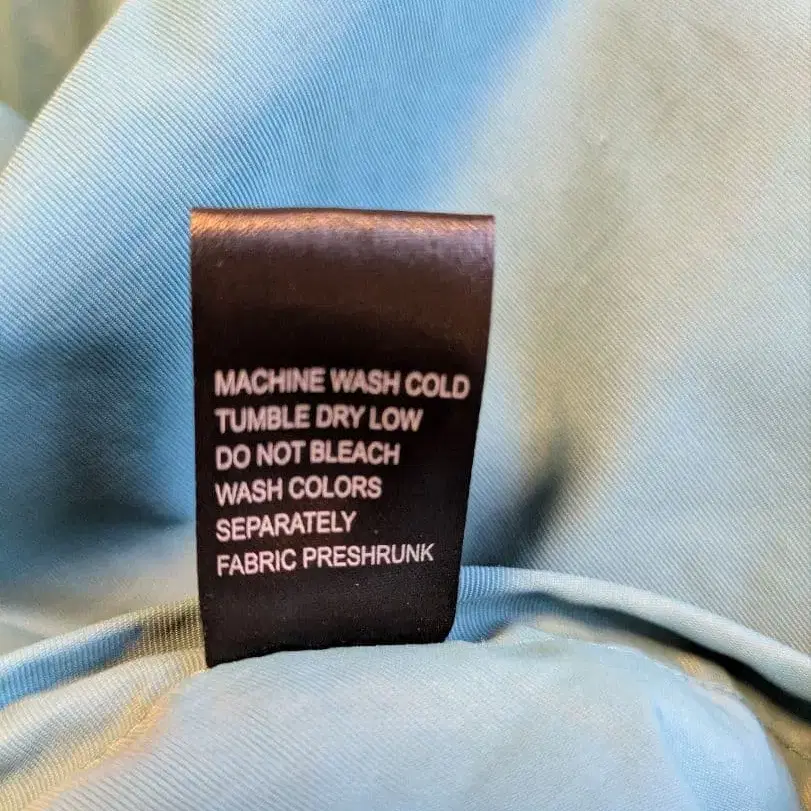 MACHINE WASH COLD
TUMBLE DRY LOW
DO NOT BLEACH
WASH COLORS
SEPARATELY
FABRIC PRESHRUNK